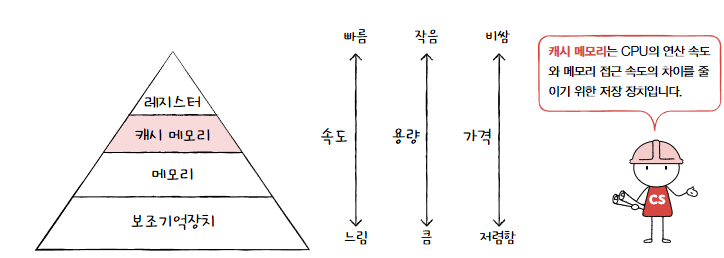 빠름 작음 비쌈
캐시 메모리는 CPU의 연산 속도
와 메모리 접근 속도의 차이를 줄
이기 위한 저장 장치입니다.
레지스터
캐시 메모리
속도 용량 가격
메모리
CS
보조기억장치
느림 큼 저렴함